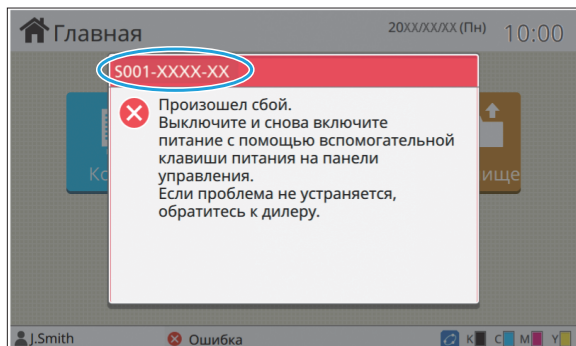 Главная
20XX/XX/XX (Пн)
10:00
S001-XXXX-XX
Произошел сбой.
Выключите и снова включите
питание с помощью вспомогательной
клавиши питания на панели
управления.
Если проблема не устраняется,
обратитесь к дилеру.
J.Smith
Ошибка
K C M Y